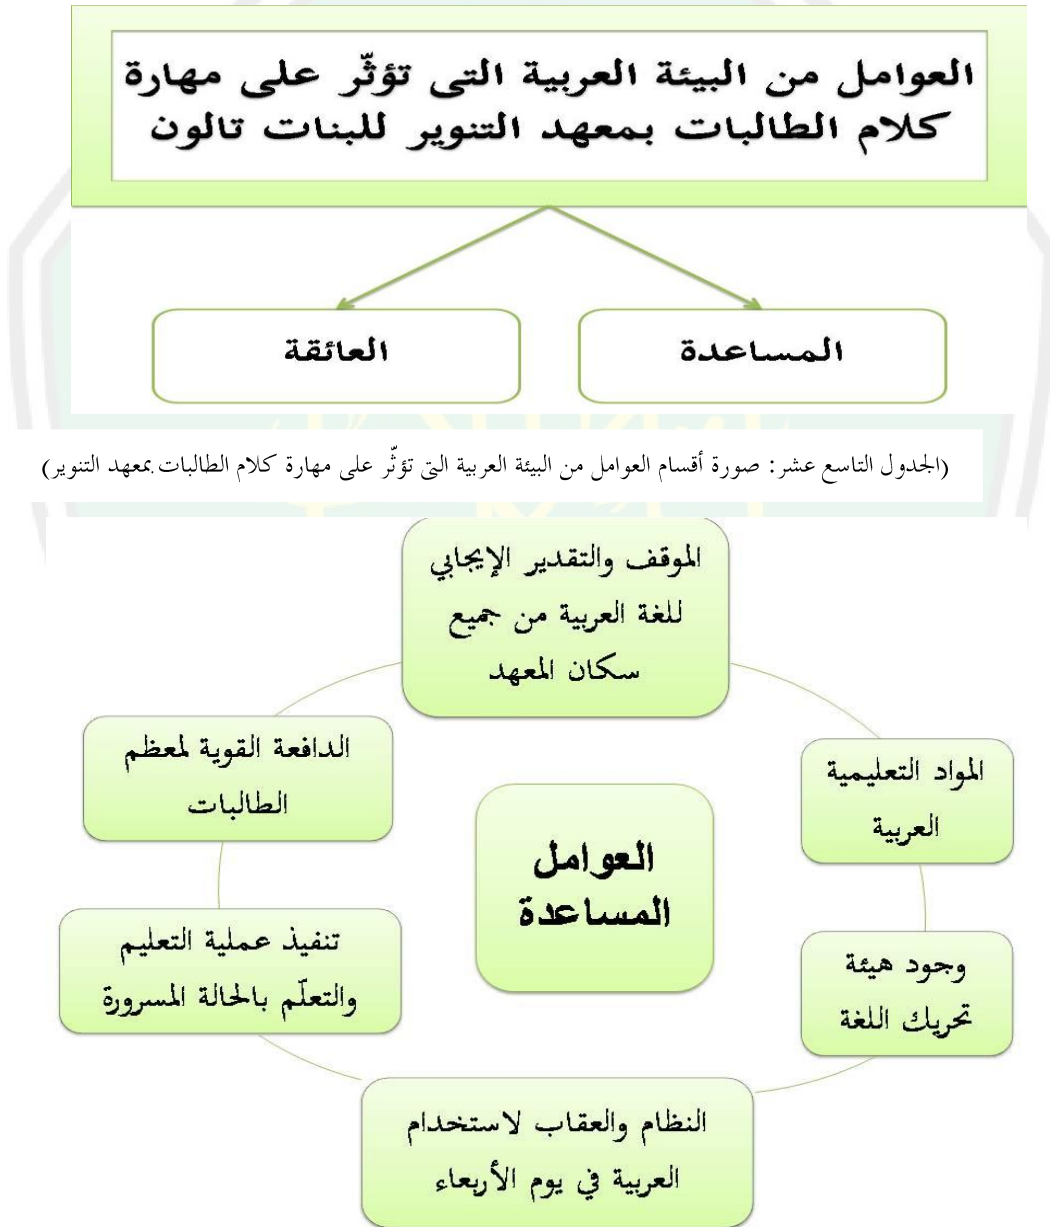 العوامل من البيئة العربية التى تؤثّر على مهارة
كلام الطالبات بمعهد التنوير للبنات تالون
المساعدة
العائقة
(الجدول التاسع عشر: صورة أقسام العوامل من البيئة العربية التى تؤثّر على مهارة كلام الطالبات بمعهد التنوير)
الموقف والتقدير الإيجابي
للغة العربية من جميع
سكان المعهد
المواد التعليمية
العربية
وجود هيئة
تحريك اللغة
النظام والعقاب لاستخدام
العربية في يوم الأربعاء
تنفيذ عملية التعليم
والتعلّم بالحالة المسرورة
الدافعة القوية لمعظم
الطالبات
العوامل
المساعدة